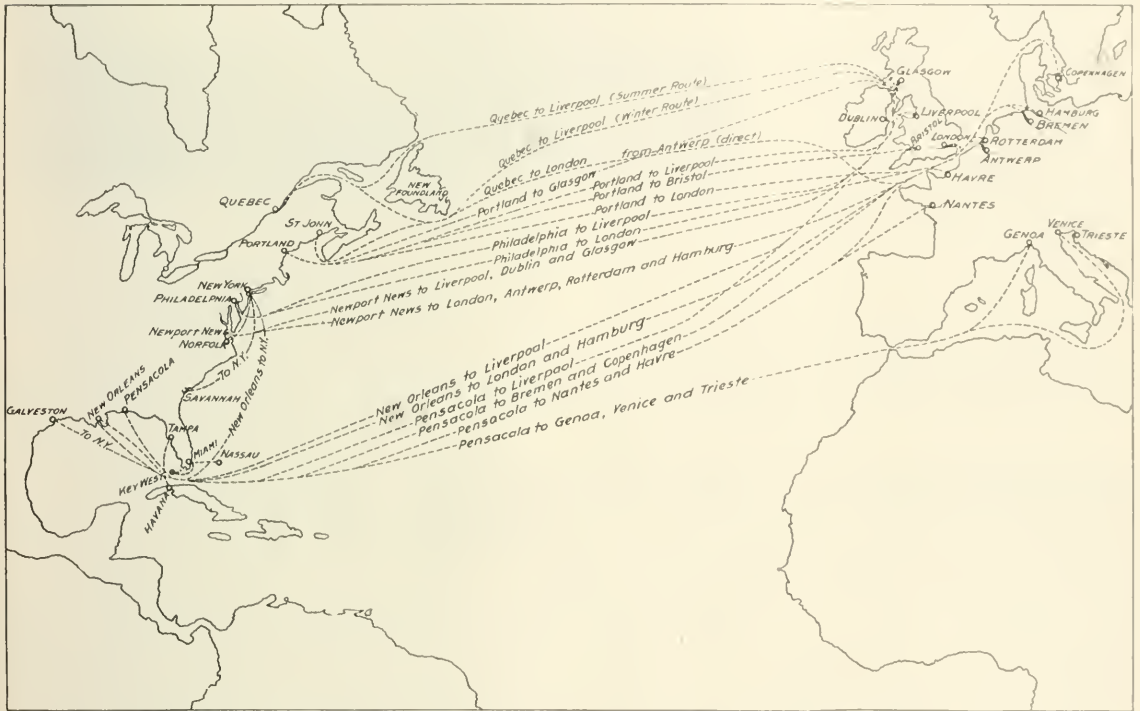 GLASGOW
COPENHAGEN
Quebec to Liverpool (Summer Route)
Quebec to Liverpool (Winter Route)
DUBLIN
LIVERPOOL
HAMBURG
BREMEN
BRISTOL
LONDON
ROTTERDAM
ANTWERP
Quebec to London
from Antwerp (direct)
HAVRE
NEW
FOUNDLAND
Portland to Glasgow
Portland to Liverpool
Portland to Bristol
Portland to London
QUEBEC
NANTES
ST JOHN
PORTLAND
Philadelphia to Liverpool
Philadelphia to London
GENOA
VENICE
TRIESTE
NEW YORK
PHILADELPHIA
Newport News to Liverpool, Dublin and Glasgow
Newport News to London, Antwerp, Rotterdam and Hamburg
NEWPORT NEW
NORFOLK
To N.Y.
SAVANNAH
New Orleans to N.Y.
NEW ORLEANS
PENSACOLA
GALVESTON
To N.Y.
TAMPA
MIAMI
NASSAU
KEY WEST
HAVANA
New Orleans to Liverpool
New Orleans to London and Hamburg
Pensacola to Liverpool
Pensacola to Bremen and Copenhagen
Pensacola to Nantes and Havre
Pensacala to Genoa, Venice and Trieste